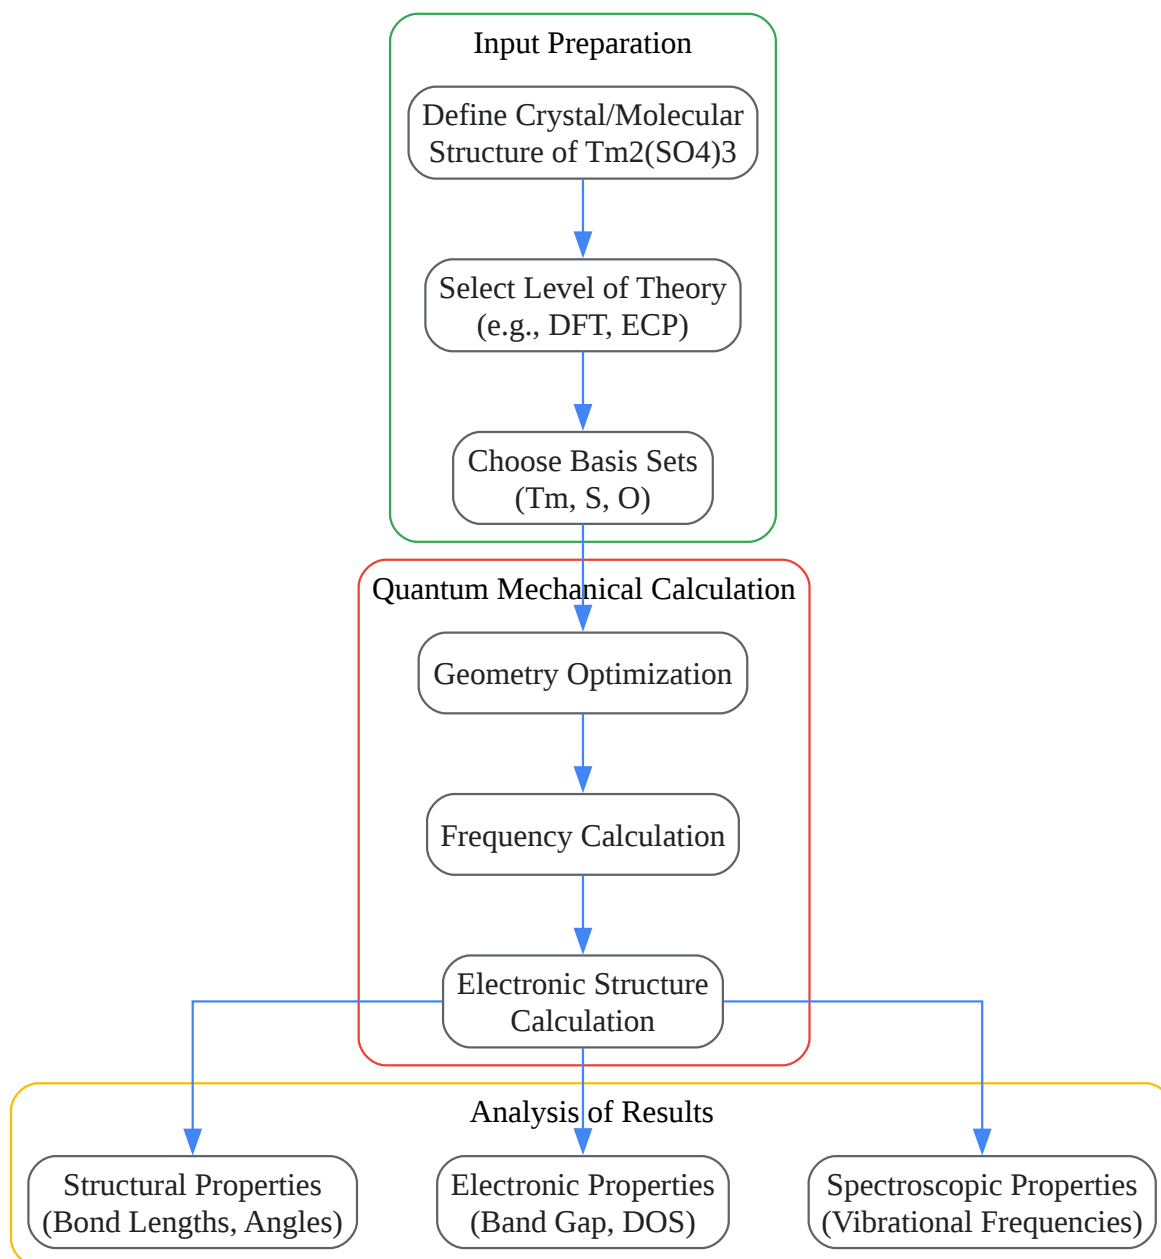 Input Preparation
Define Crystal/Molecular
Structure of Tm2(SO4)3
Select Level of Theory
(e.g., DFT, ECP)
Choose Basis Sets
(Tm, S, O)
Quantum Mechanical Calculation
Geometry Optimization
Frequency Calculation
Electronic Structure
Calculation
Analysis of Results
Structural Properties
(Bond Lengths, Angles)
Electronic Properties
(Band Gap, DOS)
Spectroscopic Properties
(Vibrational Frequencies)